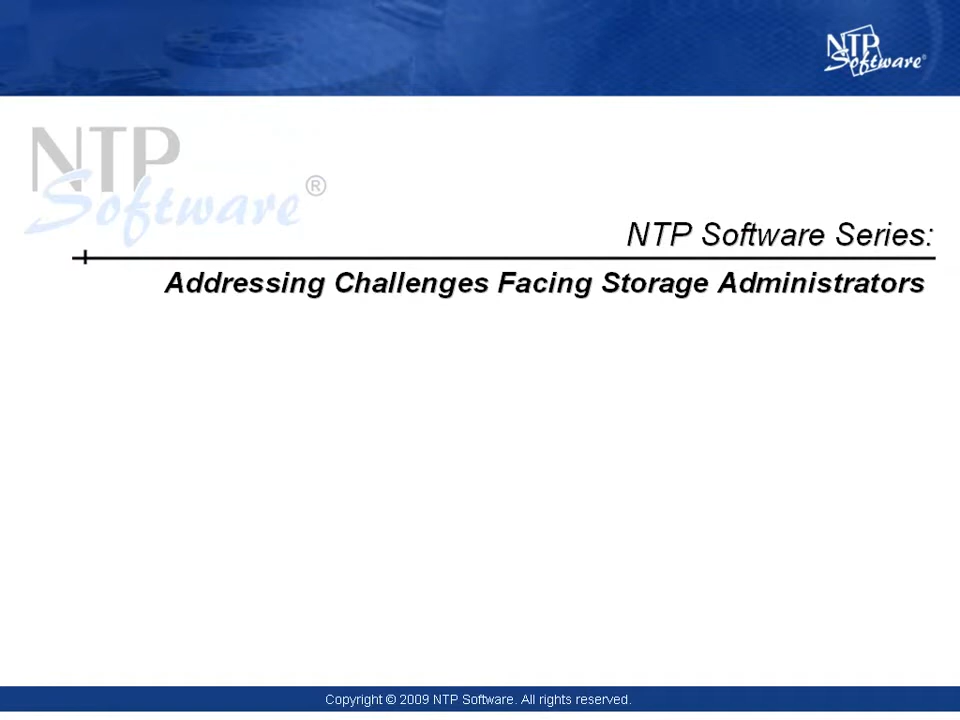 NTP
Software®
NTP
Software®
NTP Software Series:
Addressing Challenges Facing Storage Administrators
Copyright © 2009 NTP Software. All rights reserved.